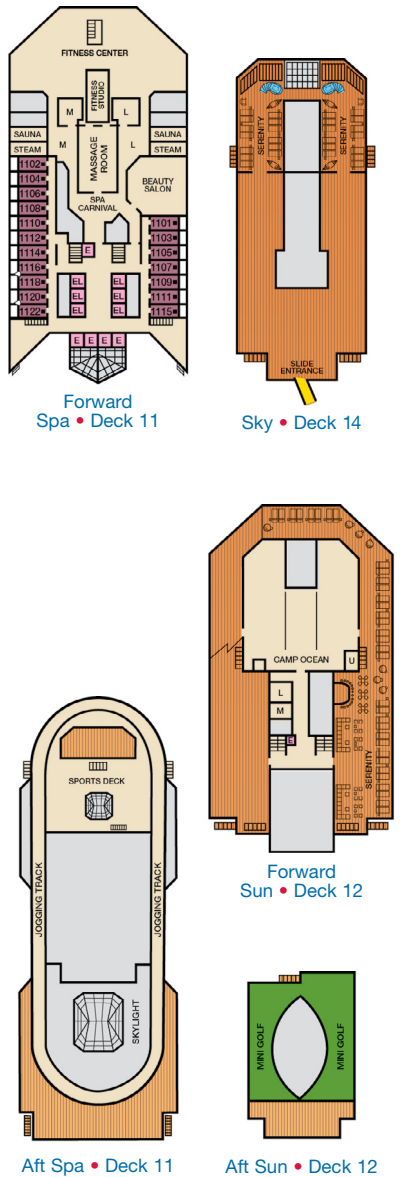 FITNESS CENTER
FITNESS STUDIO
M
L
SAUNA
STEAM
M
MASSAGE ROOM
L
SAUNA
STEAM
BEAUTY SALON
SPA CARNIVAL
1102
1104
1106
1108
1110
1112
1114
1116
1118
1120
1122
1101
1103
1105
1107
1109
1111
1115
E
EL
EL
EL
EL
EL
EL
E E E E
Forward
Spa • Deck 11
SERENITY
SERENITY
SLIDE ENTRANCE
Sky • Deck 14
CAMP OCEAN
U
L
M
E
SERENITY
Forward
Sun • Deck 12
SPORTS DECK
JOGGING TRACK
JOGGING TRACK
SKYLIGHT
Aft Spa • Deck 11
MINI GOLF
MINI GOLF
Aft Sun • Deck 12